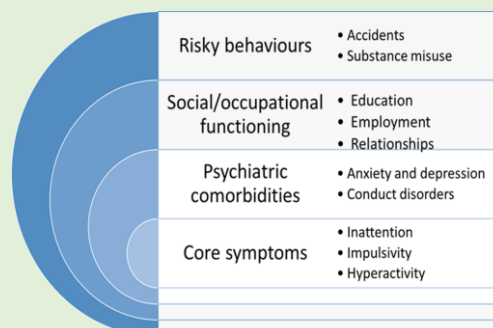 Risky behaviours
• Accidents
• Substance misuse
Social/occupational
functioning
• Education
• Employment
• Relationships
Psychiatric
comorbidities
• Anxiety and depression
• Conduct disorders
Core symptoms
• Inattention
• Impulsivity
• Hyperactivity